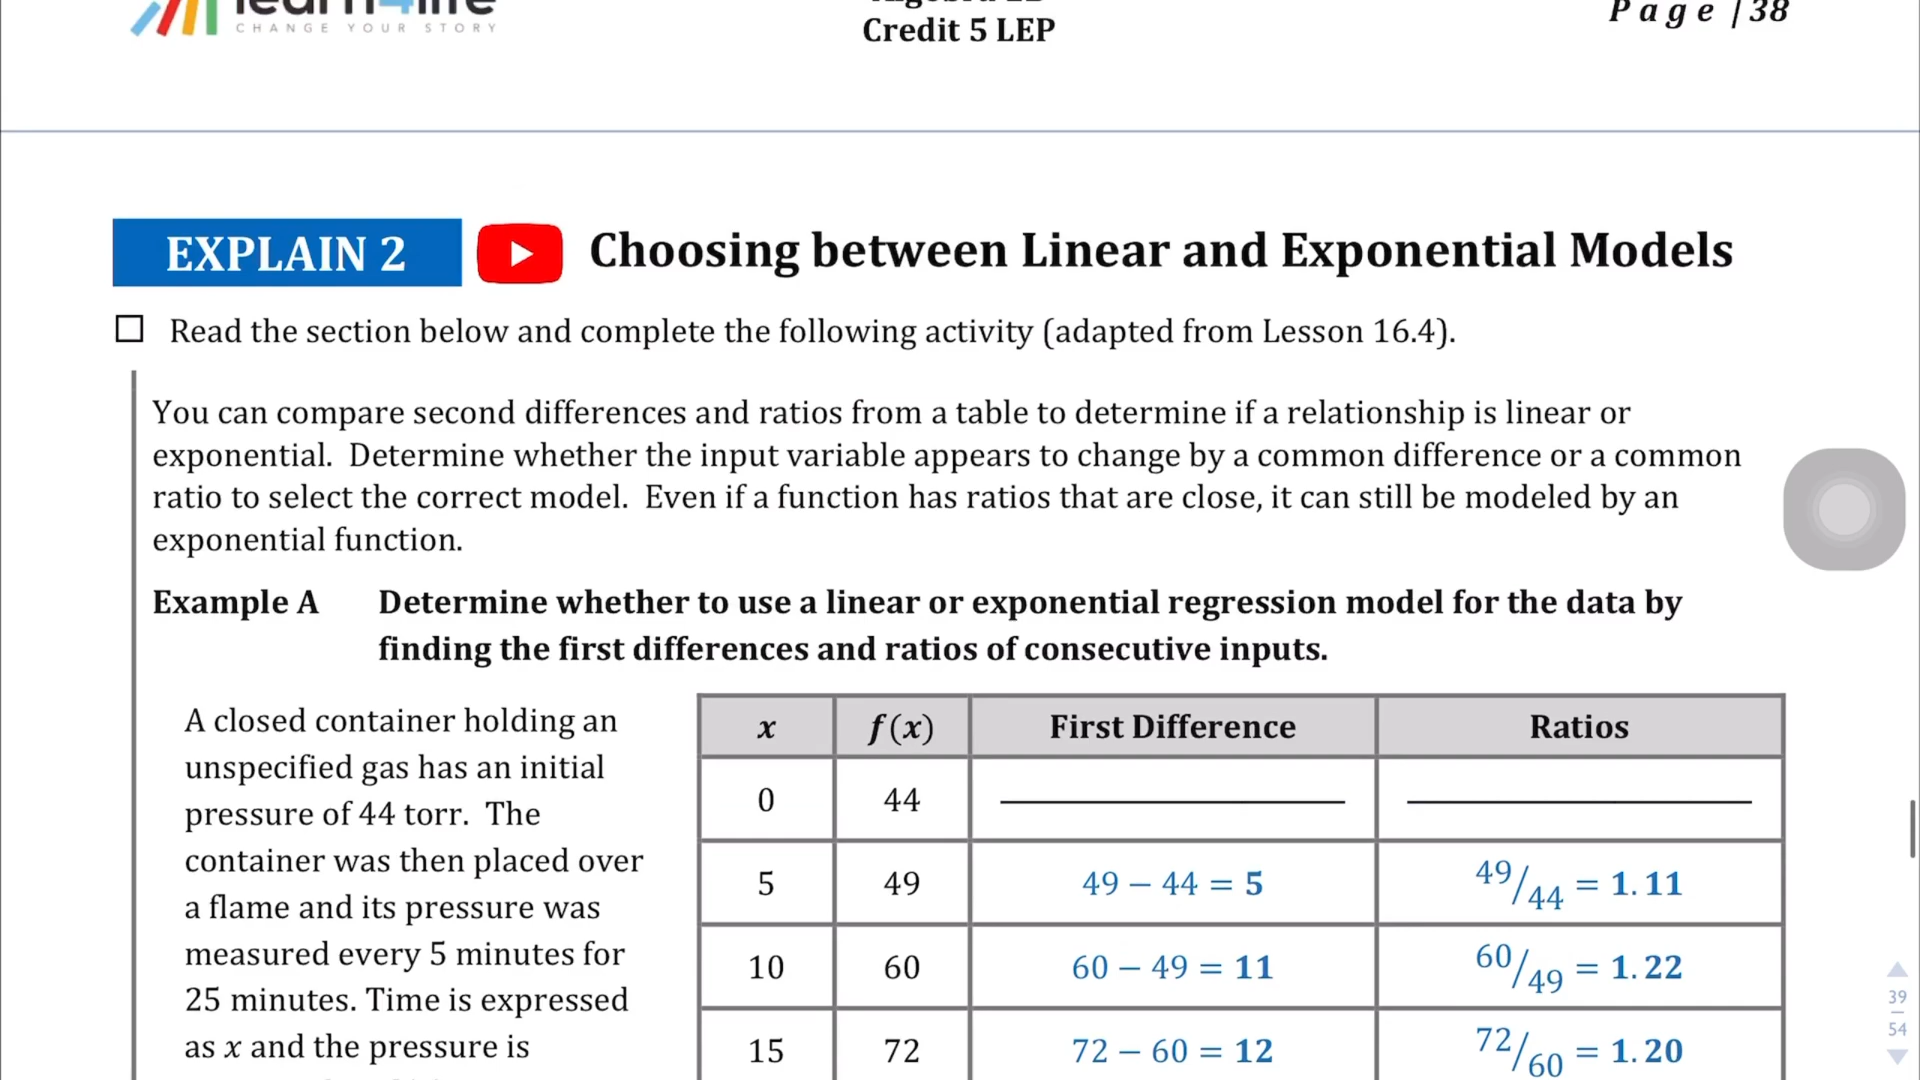 learn4life
CHANGE YOUR STORY
Credit 5 LEP
Page | 38
EXPLAIN 2 Choosing between Linear and Exponential Models
☐ Read the section below and complete the following activity (adapted from Lesson 16.4).
You can compare second differences and ratios from a table to determine if a relationship is linear or
exponential. Determine whether the input variable appears to change by a common difference or a common
ratio to select the correct model. Even if a function has ratios that are close, it can still be modeled by an
exponential function.
Example A Determine whether to use a linear or exponential regression model for the data by
finding the first differences and ratios of consecutive inputs.
A closed container holding an
unspecified gas has an initial
pressure of 44 torr. The
container was then placed over
a flame and its pressure was
measured every 5 minutes for
25 minutes. Time is expressed
as x and the pressure is
x f(x) First Difference Ratios
0 44
5 49 49 − 44 = 5 49/44 = 1.11
10 60 60 − 49 = 11 60/49 = 1.22
15 72 72 − 60 = 12 72/60 = 1.20
39
54